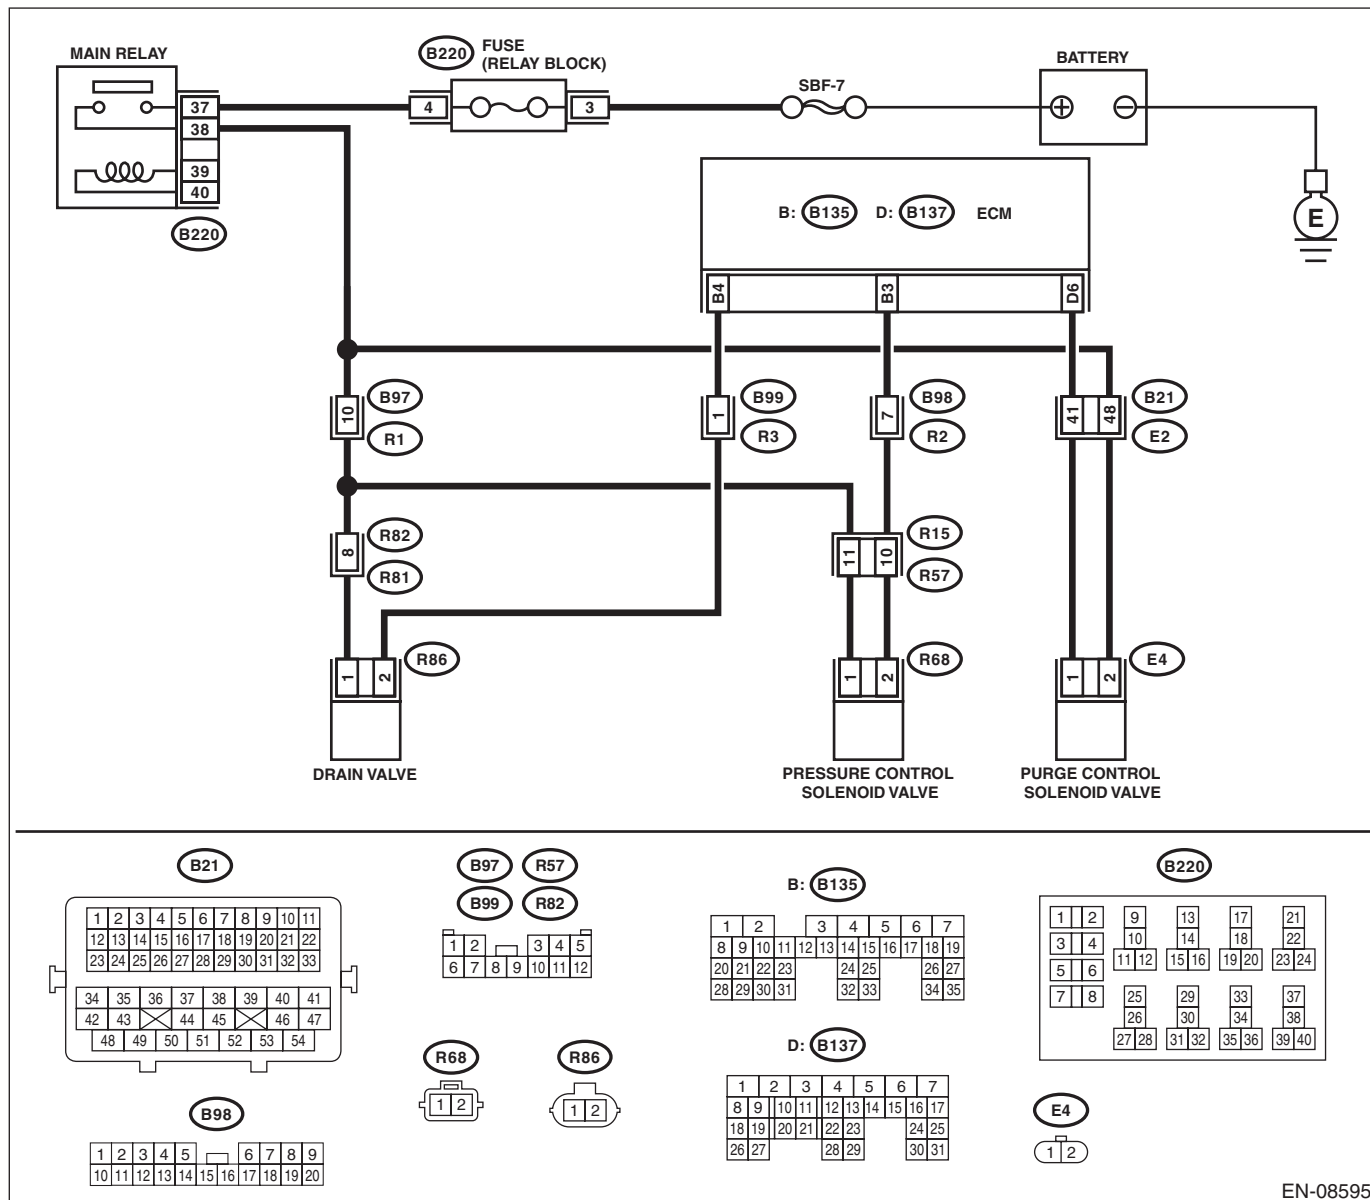 MAIN RELAY
B220
FUSE
(RELAY BLOCK)
SBF-7
BATTERY
37
4
3
38
39
40
B220
E
B: B135 D: B137 ECM
B4
B3
D6
B97
B99
B98
B21
10
1
7
41
48
R1
R3
R2
E2
R82
R15
8
11
10
R81
R57
R86
R68
E4
1 2
1 2
1 2
DRAIN VALVE
PRESSURE CONTROL
SOLENOID VALVE
PURGE CONTROL
SOLENOID VALVE
B21
1 2 3 4 5 6 7 8 9 10 11
12 13 14 15 16 17 18 19 20 21 22
23 24 25 26 27 28 29 30 31 32 33
34 35 36 37 38 39 40 41
42 43 44 45 46 47
48 49 50 51 52 53 54
B98
1 2 3 4 5 6 7 8 9
10 11 12 13 14 15 16 17 18 19 20
B97 R57
B99 R82
1 2 3 4 5
6 7 8 9 10 11 12
R68
1 2
R86
1 2
B: B135
1 2 3 4 5 6 7
8 9 10 11 12 13 14 15 16 17 18 19
20 21 22 23 24 25 26 27
28 29 30 31 32 33 34 35
D: B137
1 2 3 4 5 6 7
8 9 10 11 12 13 14 15 16 17
18 19 20 21 22 23 24 25
26 27 28 29 30 31
B220
1 2 9 13 17 21
3 4 10 14 18 22
5 6 11 12 15 16 19 20 23 24
7 8 25 29 33 37
26 30 34 38
27 28 31 32 35 36 39 40
E4
1 2
EN-08595